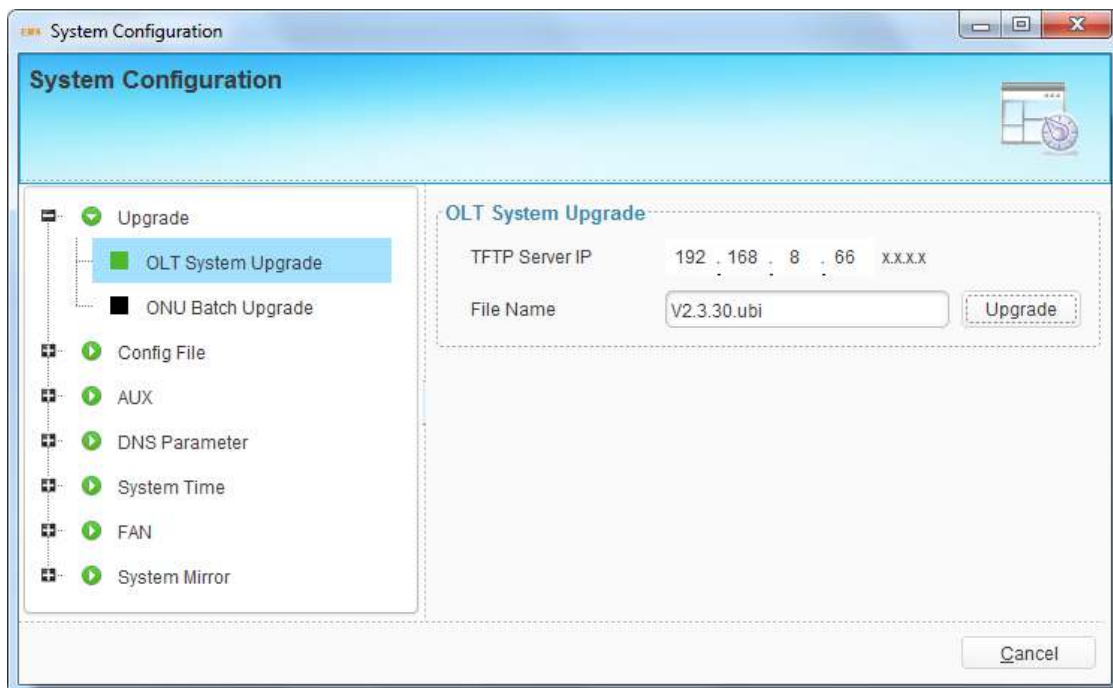 EMS System Configuration
System Configuration
Upgrade
OLT System Upgrade
ONU Batch Upgrade
Config File
AUX
DNS Parameter
System Time
FAN
System Mirror
OLT System Upgrade
TFTP Server IP 192 . 168 . 8 . 66 x.x.x.x
File Name V2.3.30.ubi Upgrade
Cancel